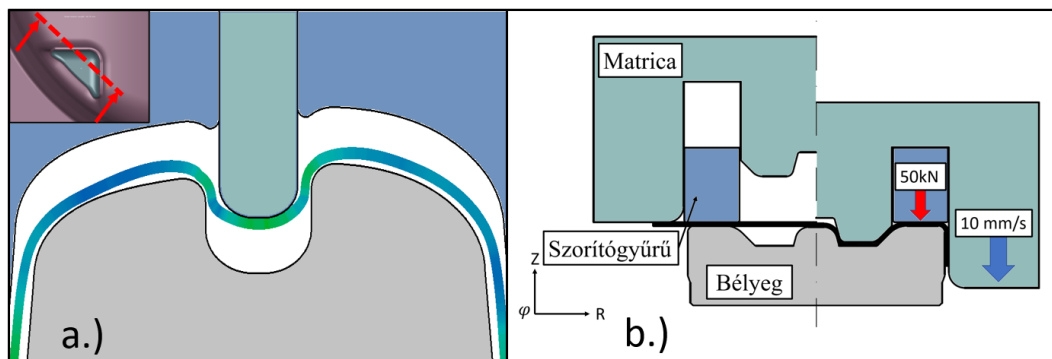 a.)
Matrica
50kN
10 mm/s
Szorítógyűrű
Bélyeg
Z
φ
R
b.)